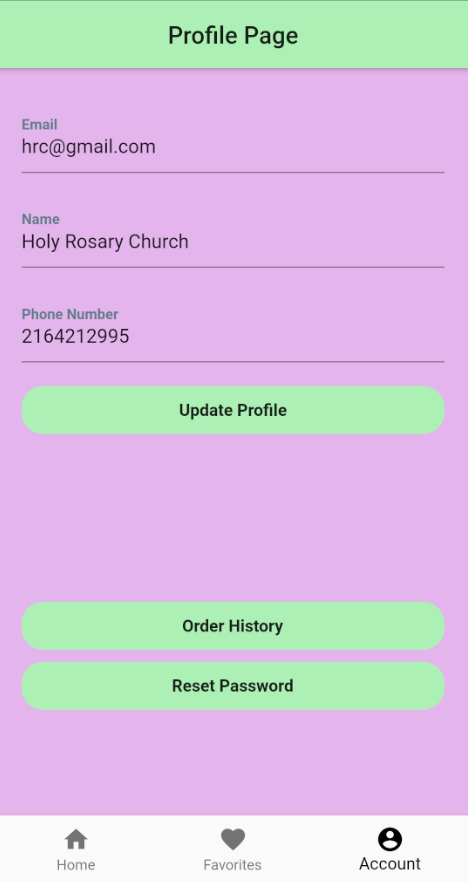 Profile Page
Email
hrc@gmail.com
Name
Holy Rosary Church
Phone Number
2164212995
Update Profile
Order History
Reset Password
Home
Favorites
Account